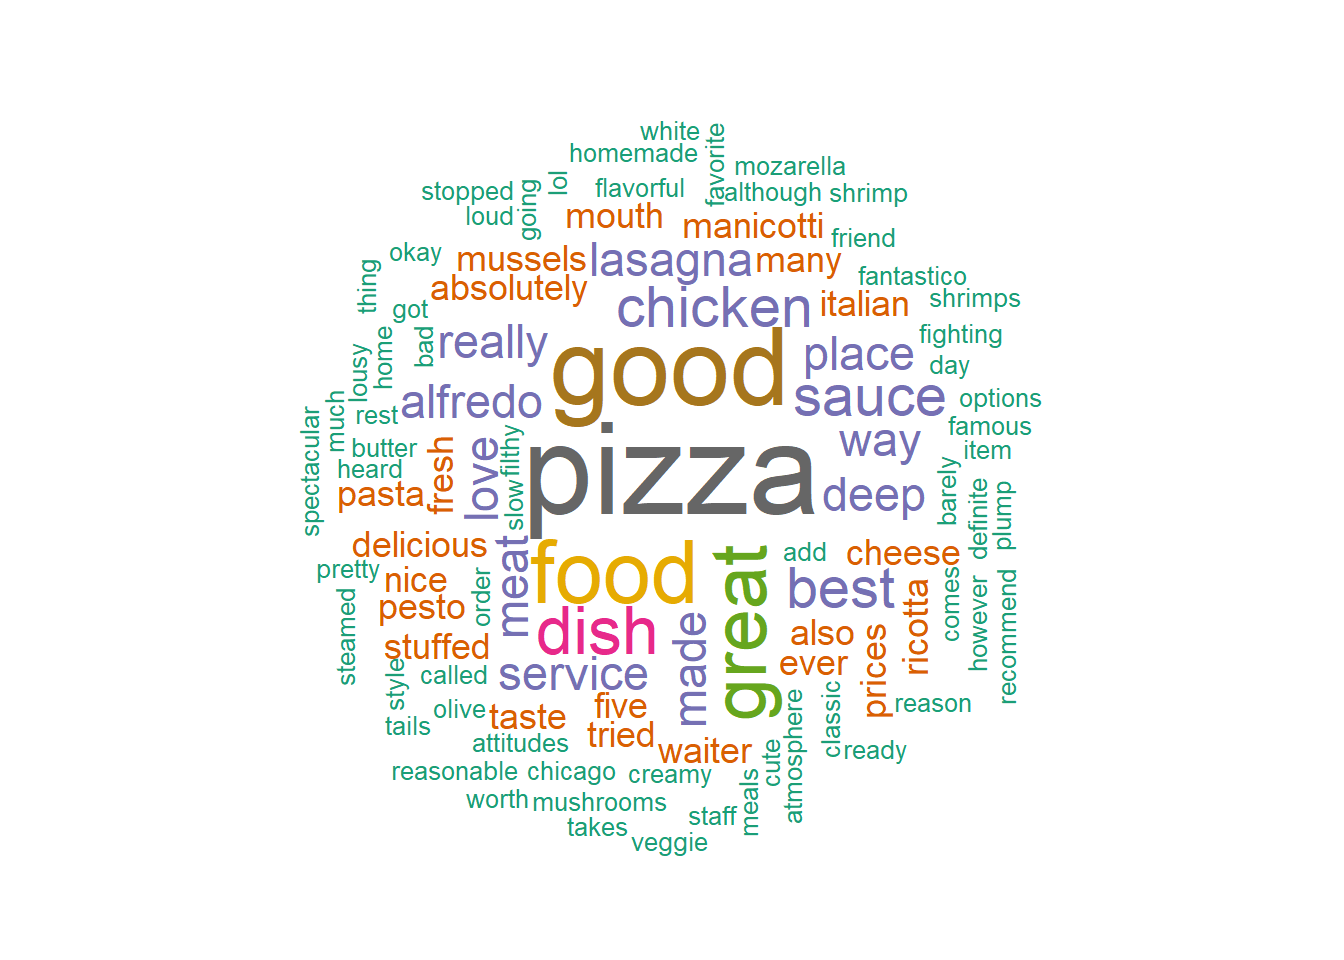 white
homemade
favorite
mozarella
stopped
lol
flavorful
although
shrimp
loud
going
mouth
manicotti
friend
okay
mussels
lasagna
many
fantastico
thing
absolutely
chicken
italian
shrimps
got
bad
really
good
place
fighting
home
lousy
day
much
rest
alfredo
sauce
options
spectacular
butter
heard
fresh
love
filthy
slow
pizza
way
famous
item
pasta
deep
barely
definite
plump
delicious
meat
food
great
add
cheese
pretty
nice
order
best
comes
however
recommend
steamed
pesto
dish
made
also
ricotta
stuffed
ever
prices
style
called
service
classic
reason
tails
olive
taste
five
attitudes
tried
waiter
cute
atmosphere
ready
reasonable
chicago
creamy
meals
worth
mushrooms
staff
takes
veggie